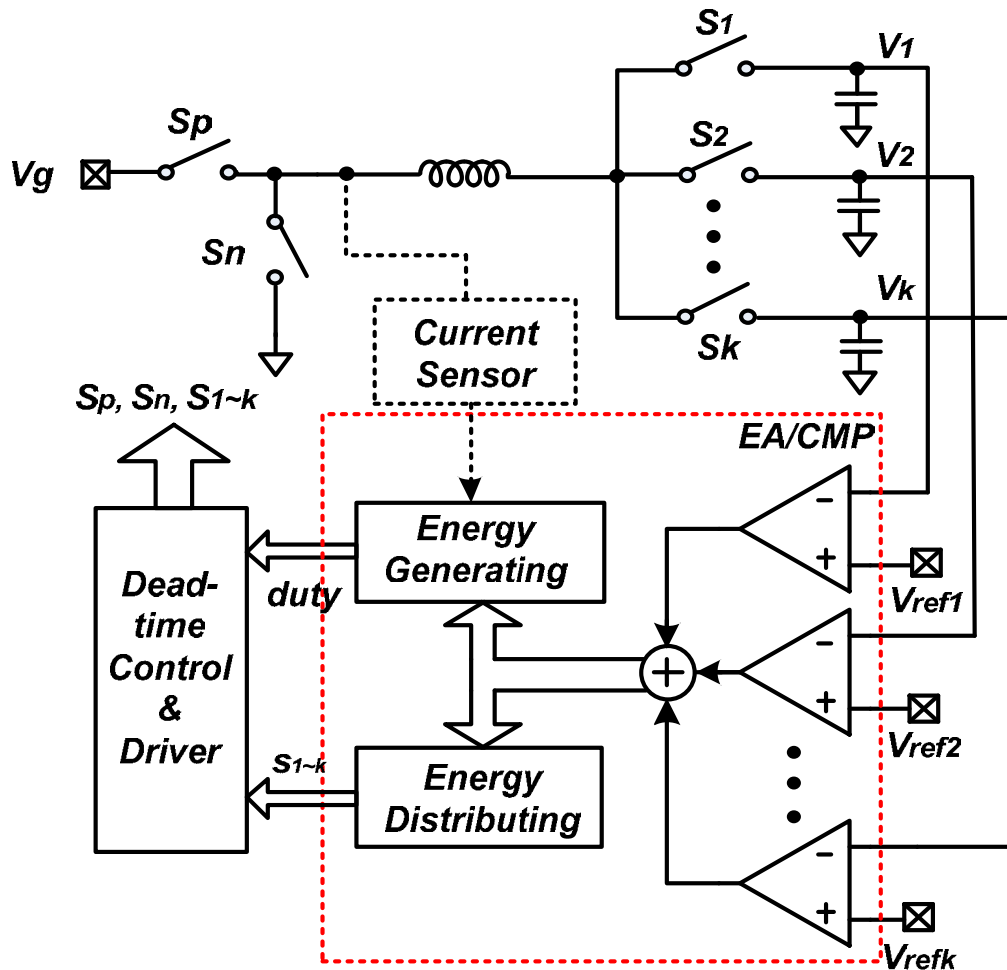 S1
V1
Sp
S2
V2
Vg
Sn
Vk
Current
Sensor
Sk
Sp, Sn, S1~k
EA/CMP
-
+
Energy
Generating
Vref1
duty
Dead-
time
Control
&
Driver
-
+
+
Vref2
s1~k
Energy
Distributing
-
+
Vrefk